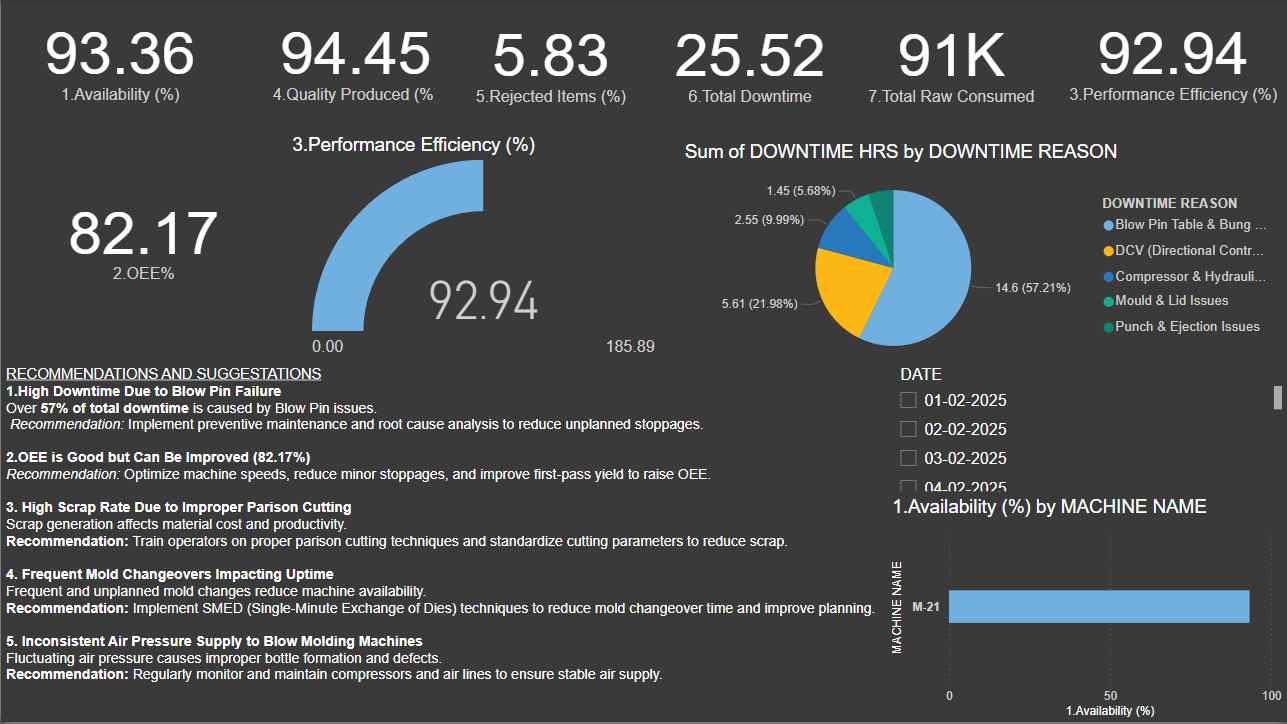 93.36
1.Availability (%)
94.45
4.Quality Produced (%
5.83
5.Rejected Items (%)
25.52
6.Total Downtime
91K
7.Total Raw Consumed
92.94
3.Performance Efficiency (%)
82.17
2.OEE%
3.Performance Efficiency (%)
92.94
0.00
185.89
Sum of DOWNTIME HRS by DOWNTIME REASON
1.45 (5.68%)
2.55 (9.99%)
5.61 (21.98%)
14.6 (57.21%)
DOWNTIME REASON
Blow Pin Table & Bung ...
DCV (Directional Contr...
Compressor & Hydrauli...
Mould & Lid Issues
Punch & Ejection Issues
RECOMMENDATIONS AND SUGGESTIONS
1.High Downtime Due to Blow Pin Failure
Over 57% of total downtime is caused by Blow Pin issues.
Recommendation: Implement preventive maintenance and root cause analysis to reduce unplanned stoppages.
2.OEE is Good but Can Be Improved (82.17%)
Recommendation: Optimize machine speeds, reduce minor stoppages, and improve first-pass yield to raise OEE.
3. High Scrap Rate Due to Improper Parison Cutting
Scrap generation affects material cost and productivity.
Recommendation: Train operators on proper parison cutting techniques and standardize cutting parameters to reduce scrap.
4. Frequent Mold Changeovers Impacting Uptime
Frequent and unplanned mold changes reduce machine availability.
Recommendation: Implement SMED (Single-Minute Exchange of Dies) techniques to reduce mold changeover time and improve planning.
5. Inconsistent Air Pressure Supply to Blow Molding Machines
Fluctuating air pressure causes improper bottle formation and defects.
Recommendation: Regularly monitor and maintain compressors and air lines to ensure stable air supply.
DATE
01-02-2025
02-02-2025
03-02-2025
04-02-2025
1.Availability (%) by MACHINE NAME
MACHINE NAME
M-21
0
50
100
1.Availability (%)